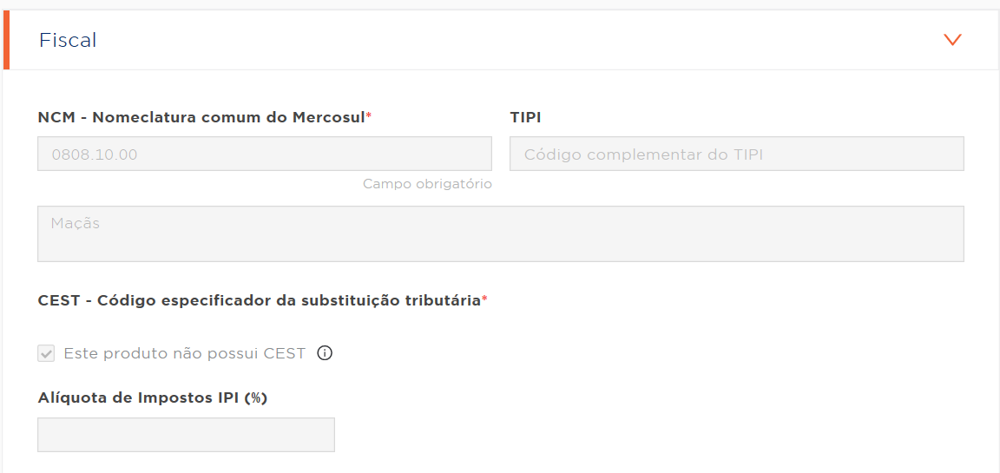 Fiscal
NCM - Nomeclatura comum do Mercosul*
TIPI
0808.10.00
Código complementar do TIPI
Campo obrigatório
Maçãs
CEST - Código especificador da substituição tributária*
Este produto não possui CEST
Alíquota de Impostos IPI (%)